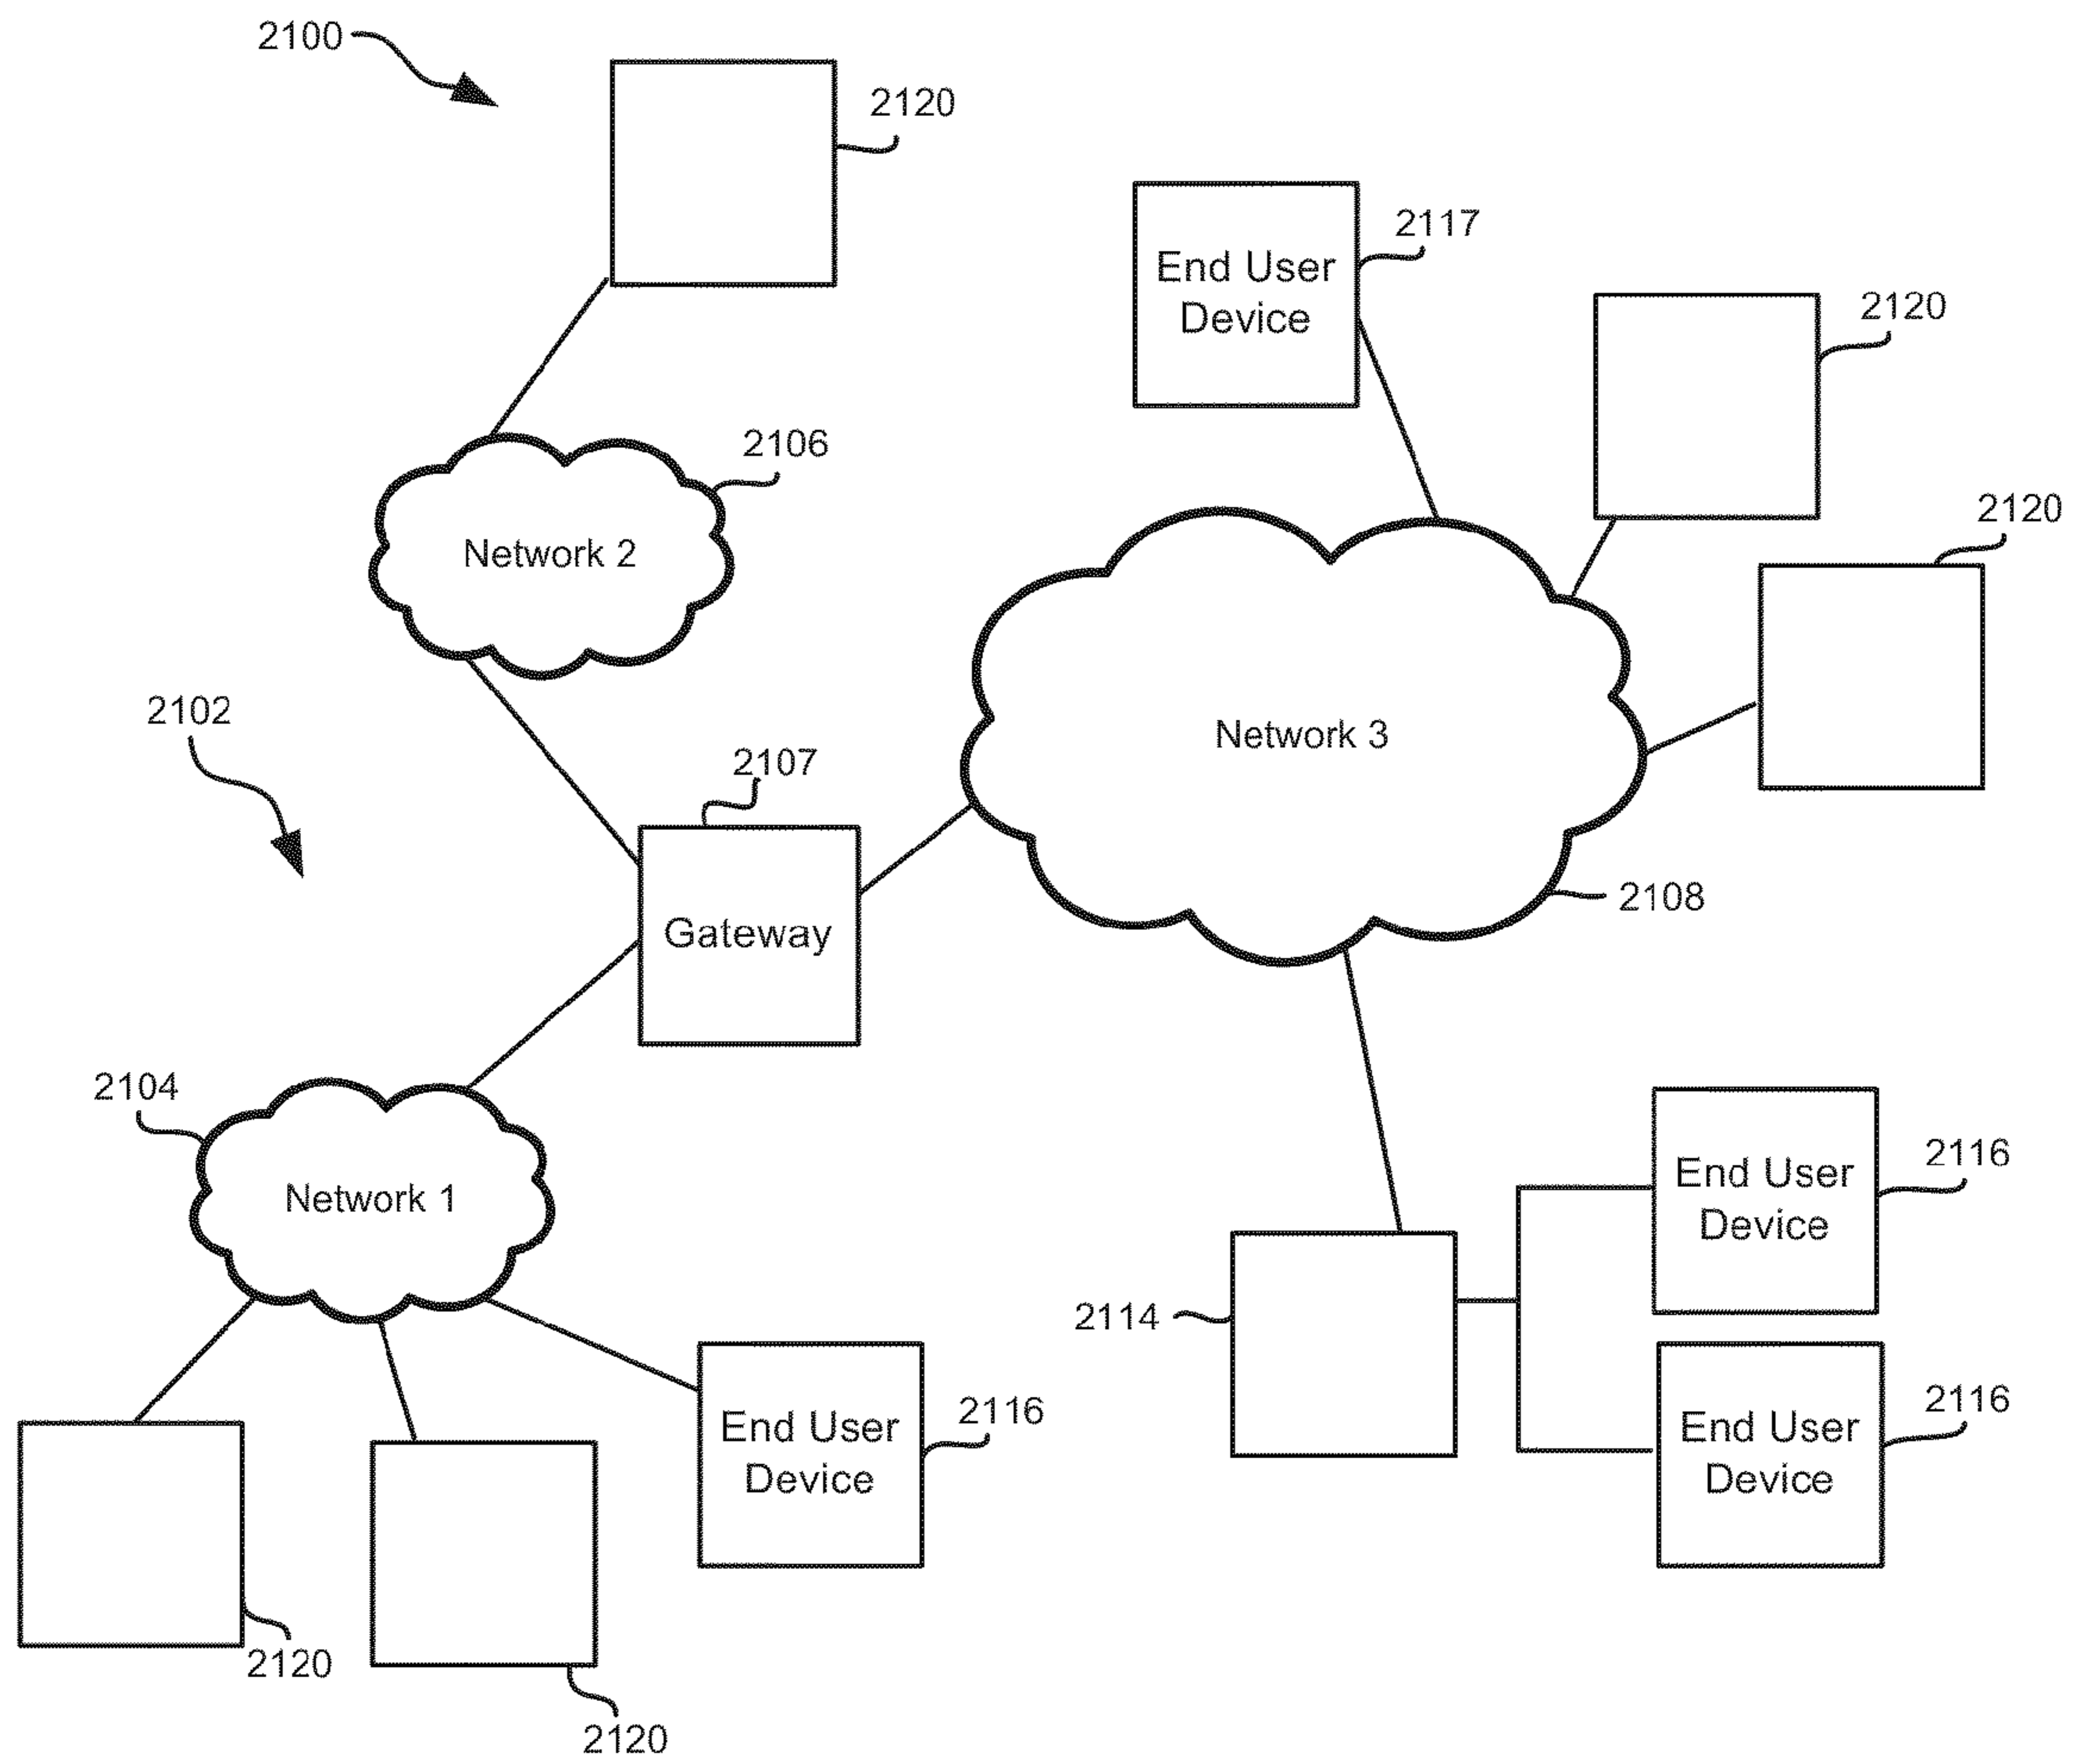 2100
2120
2117
End User
Device
2120
2106
2120
Network 2
2102
Network 3
2107
2108
Gateway
2104
Network 1
End User
Device
2116
2114
2116
End User
Device
End User
Device
2116
2120
2120